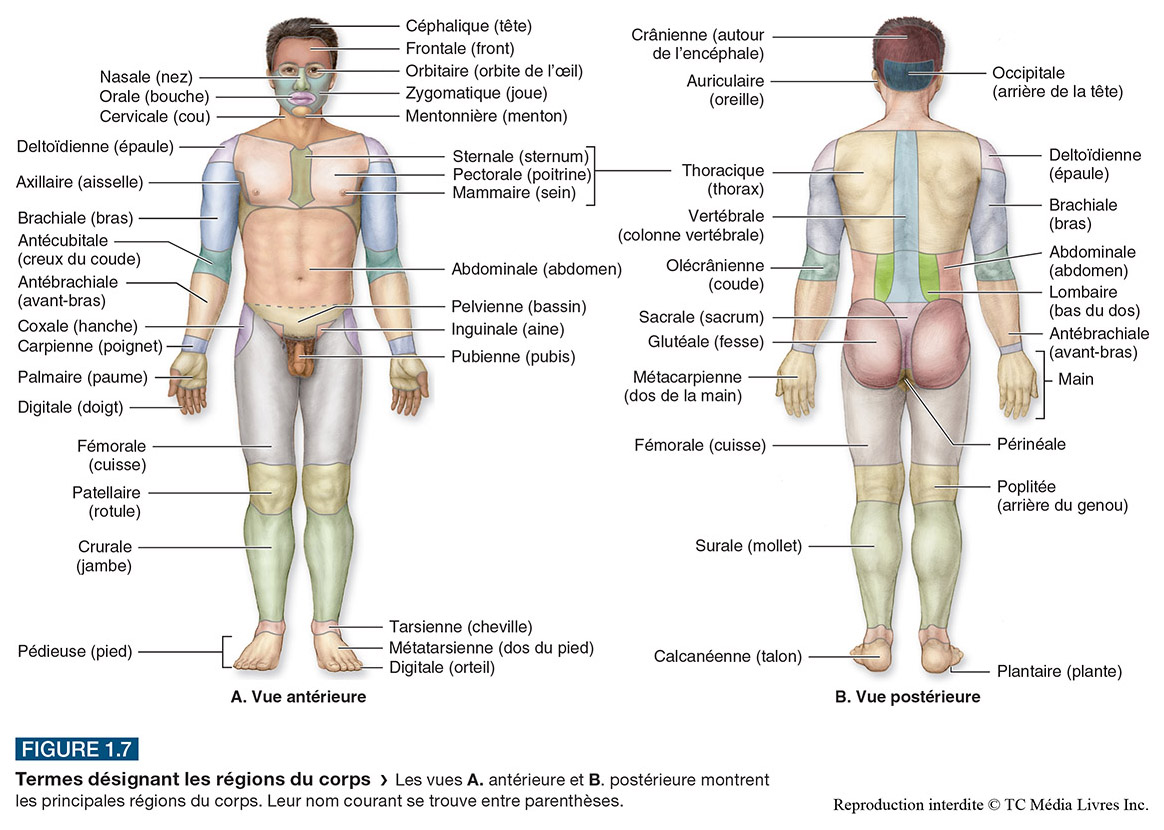 Céphalique (tête)
Frontale (front)
Orbitaire (orbite de l'œil)
Zygomatique (joue)
Mentonnière (menton)
Nasale (nez)
Orale (bouche)
Cervicale (cou)
Deltoïdienne (épaule)
Axillaire (aisselle)
Brachiale (bras)
Antécubitale
(creux du coude)
Antébrachiale
(avant-bras)
Coxale (hanche)
Carpienne (poignet)
Palmaire (paume)
Digitale (doigt)
Fémorale
(cuisse)
Patellaire
(rotule)
Crurale
(jambe)
Pédieuse (pied)
Sternale (sternum)
Pectorale (poitrine)
Mammaire (sein)
Abdominale (abdomen)
Pelvienne (bassin)
Inguinale (aine)
Pubienne (pubis)
Tarsienne (cheville)
Métatarsienne (dos du pied)
Digitale (orteil)
A. Vue antérieure
Crânienne (autour
de l'encéphale)
Auriculaire
(oreille)
Thoracique
(thorax)
Vertébrale
(colonne vertébrale)
Olécrânienne
(coude)
Sacrale (sacrum)
Glutéale (fesse)
Métacarpienne
(dos de la main)
Fémorale (cuisse)
Surale (mollet)
Calcanéenne (talon)
Occipitale
(arrière de la tête)
Deltoïdienne
(épaule)
Brachiale
(bras)
Abdominale
(abdomen)
Lombaire
(bas du dos)
Antébrachiale
(avant-bras)
Main
Périnéale
Poplitée
(arrière du genou)
Plantaire (plante)
B. Vue postérieure
FIGURE 1.7
Termes désignant les régions du corps › Les vues A. antérieure et B. postérieure montrent
les principales régions du corps. Leur nom courant se trouve entre parenthèses.
Reproduction interdite © TC Média Livres Inc.